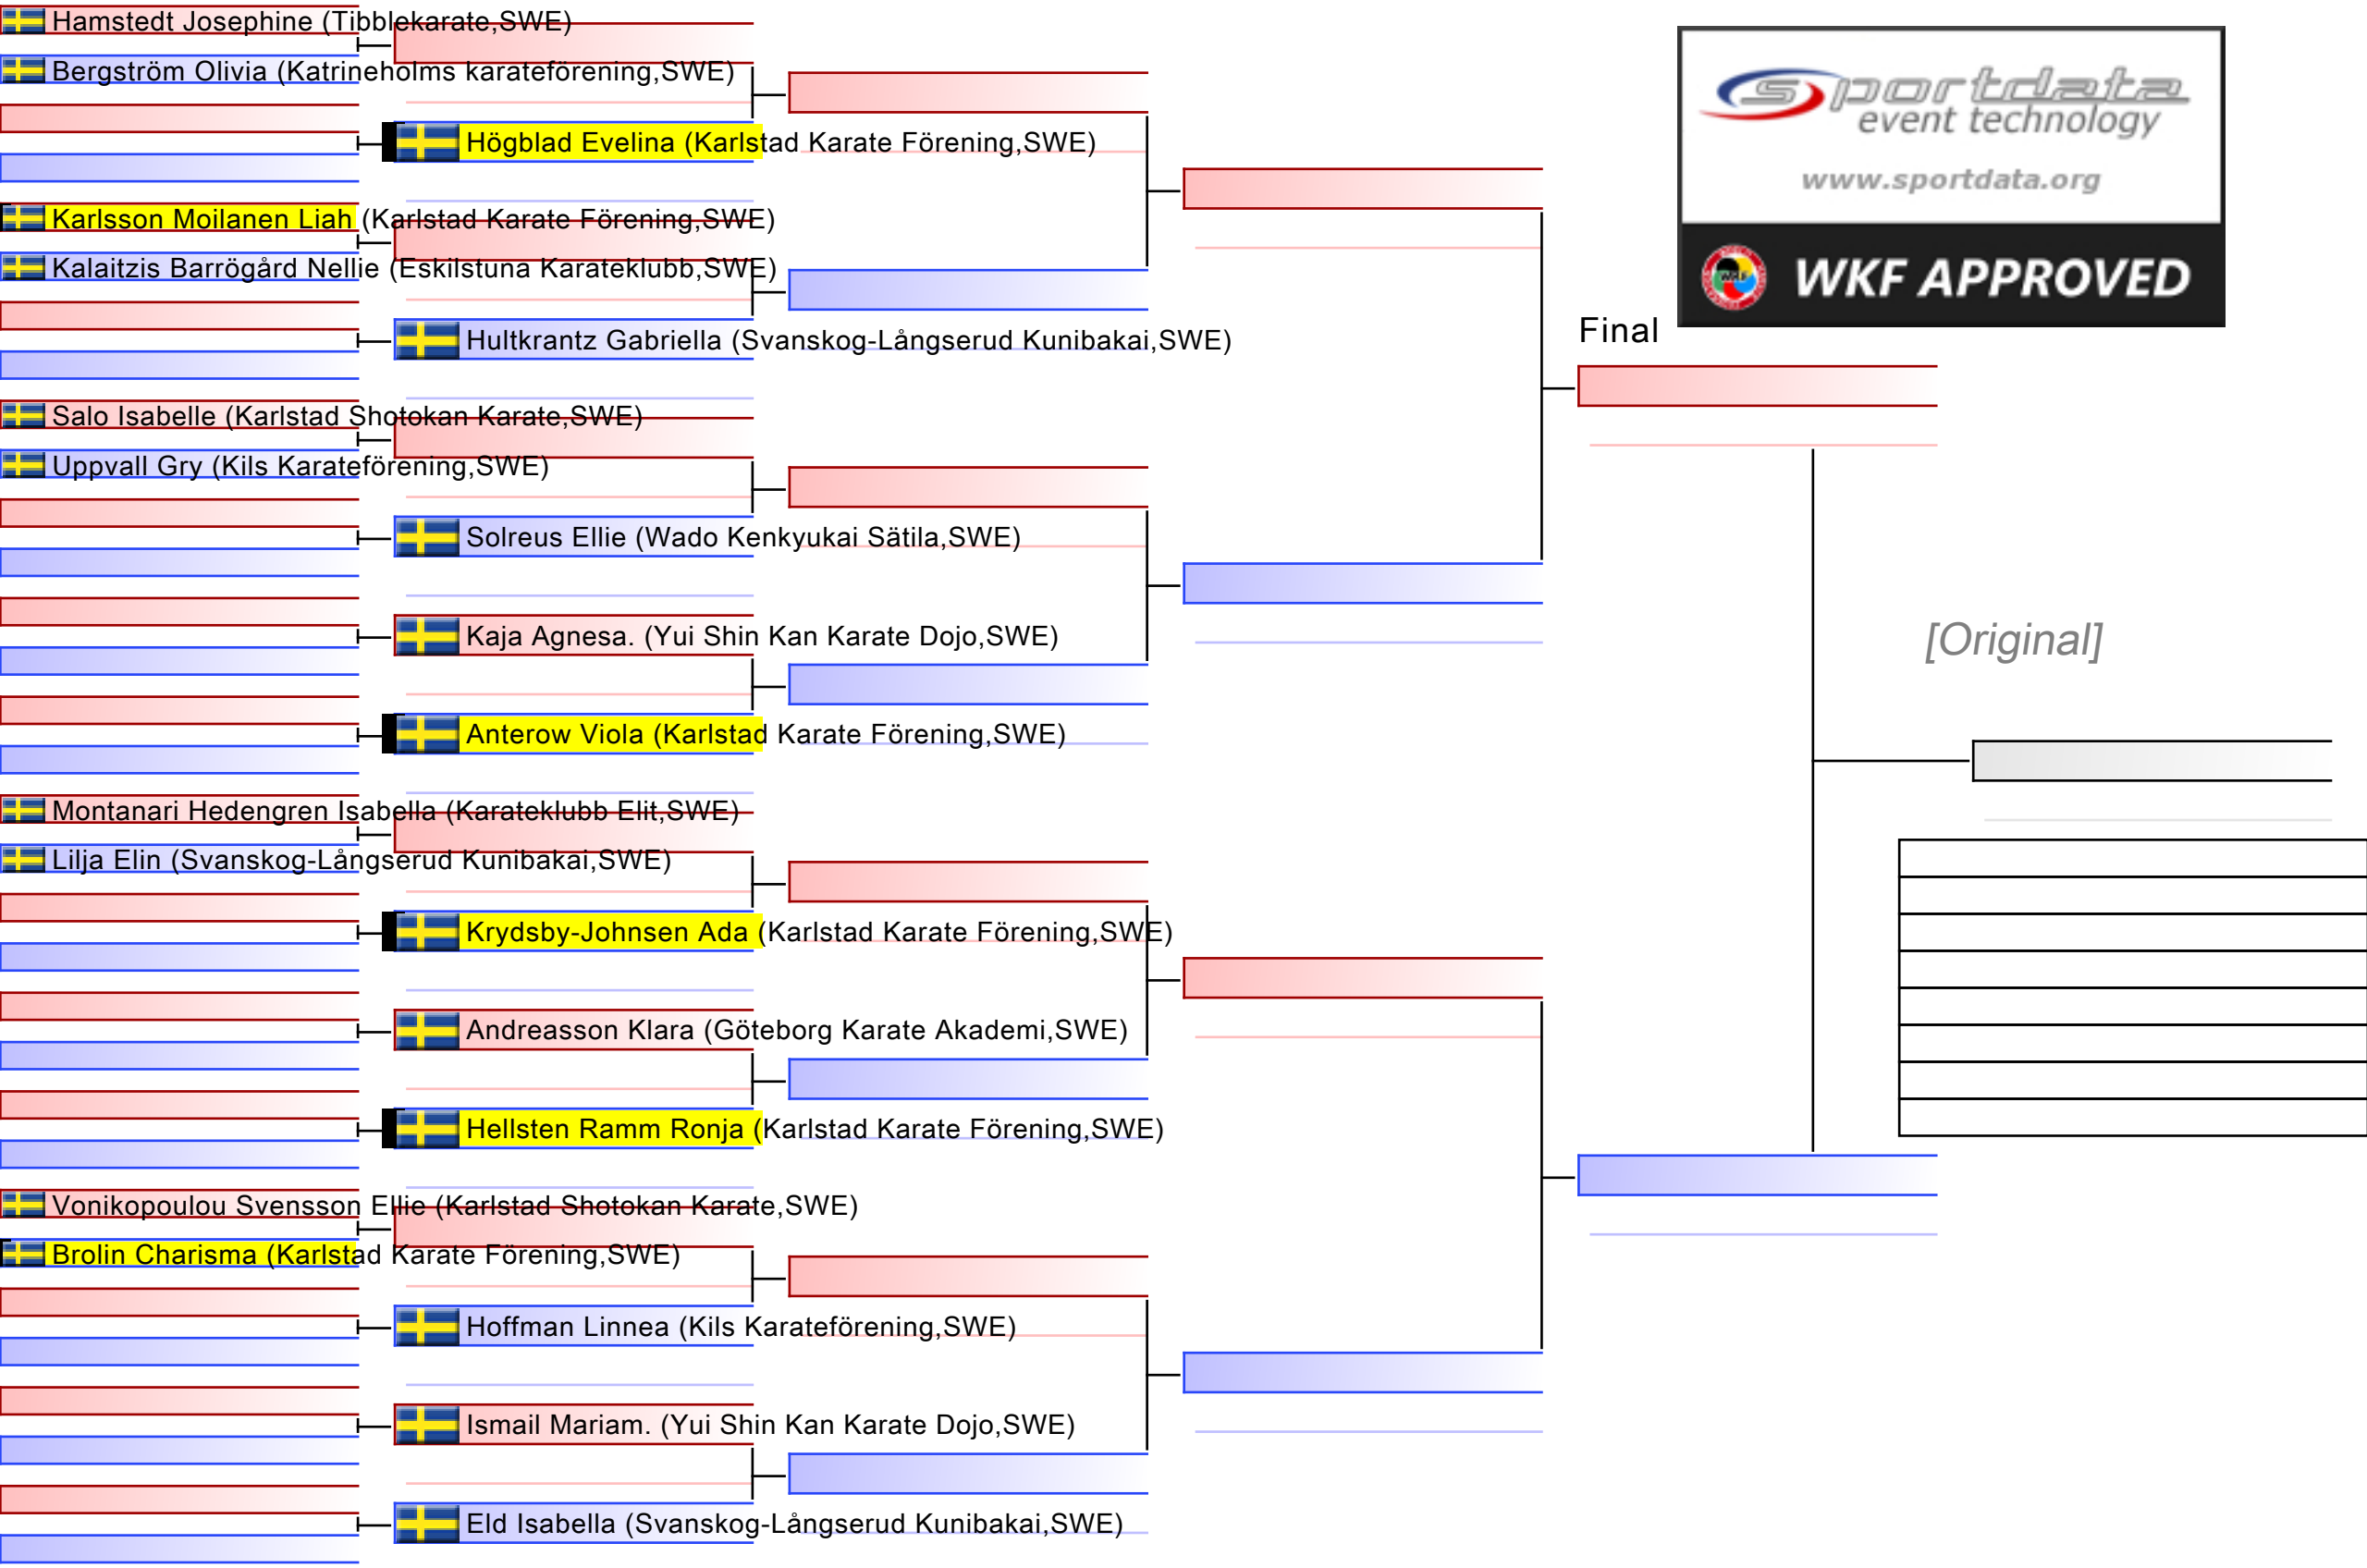 Hamstedt Josephine (Tibblekarate,SWE)
Bergström Olivia (Katrineholms karateförening,SWE)
Högblad Evelina (Karlstad Karate Förening,SWE)
Karlsson Moilanen Liah (Karlstad Karate Förening,SWE)
Kalaitzis Barrögård Nellie (Eskilstuna Karateklubb,SWE)
Hultkrantz Gabriella (Svanskog-Långserud Kunibakai,SWE)
Salo Isabelle (Karlstad Shotokan Karate,SWE)
Uppvall Gry (Kils Karateförening,SWE)
Solreus Ellie (Wado Kenkyukai Sätila,SWE)
Kaja Agnesa. (Yui Shin Kan Karate Dojo,SWE)
Anterow Viola (Karlstad Karate Förening,SWE)
Montanari Hedengren Isabella (Karateklubb Elit,SWE)
Lilja Elin (Svanskog-Långserud Kunibakai,SWE)
Krydsby-Johnsen Ada (Karlstad Karate Förening,SWE)
Andreasson Klara (Göteborg Karate Akademi,SWE)
Hellsten Ramm Ronja (Karlstad Karate Förening,SWE)
Vonikopoulou Svensson Ellie (Karlstad Shotokan Karate,SWE)
Brolin Charisma (Karlstad Karate Förening,SWE)
Hoffman Linnea (Kils Karateförening,SWE)
Ismail Mariam. (Yui Shin Kan Karate Dojo,SWE)
Eld Isabella (Svanskog-Långserud Kunibakai,SWE)
sportdata
event technology
www.sportdata.org
WKF
WKF APPROVED
Final
[Original]